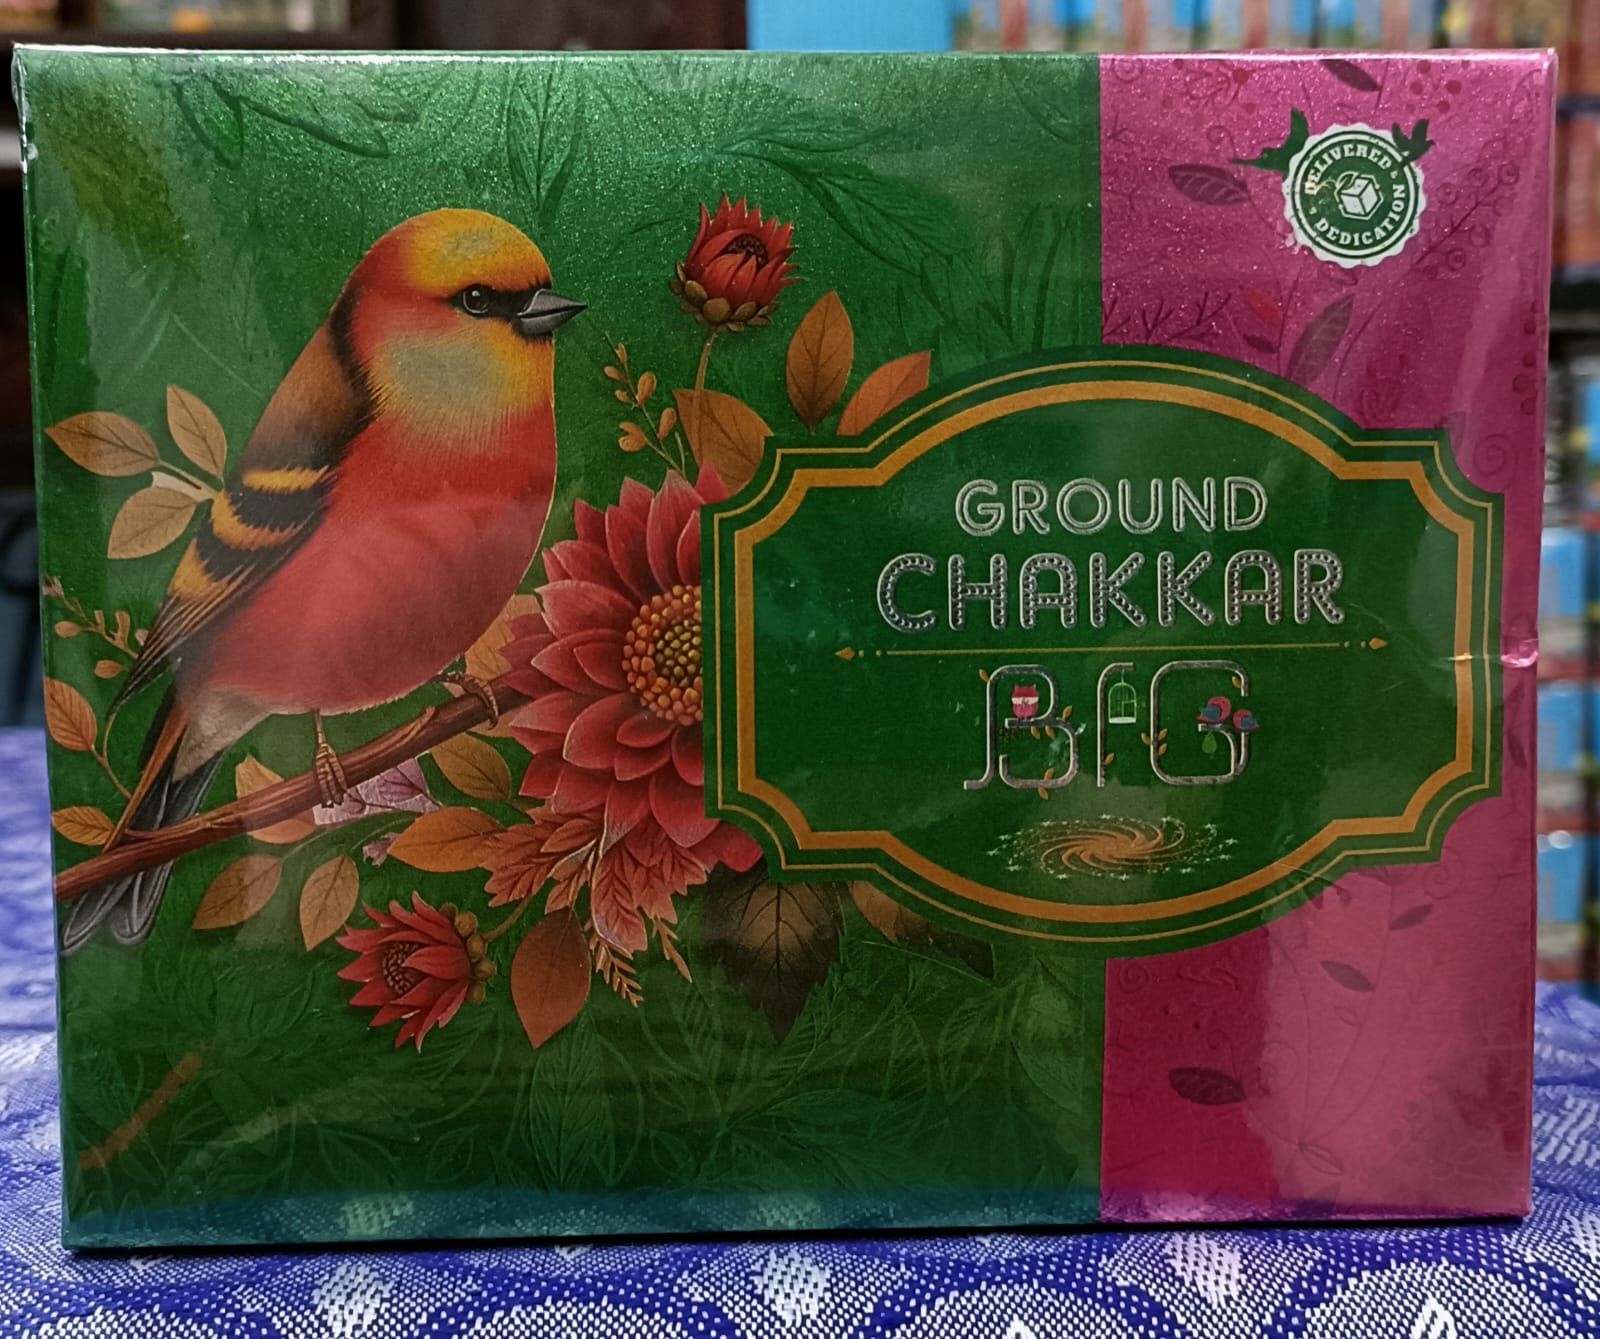 DELIVERED &
DEDICATION
GROUND
CHAKKAR
BIG